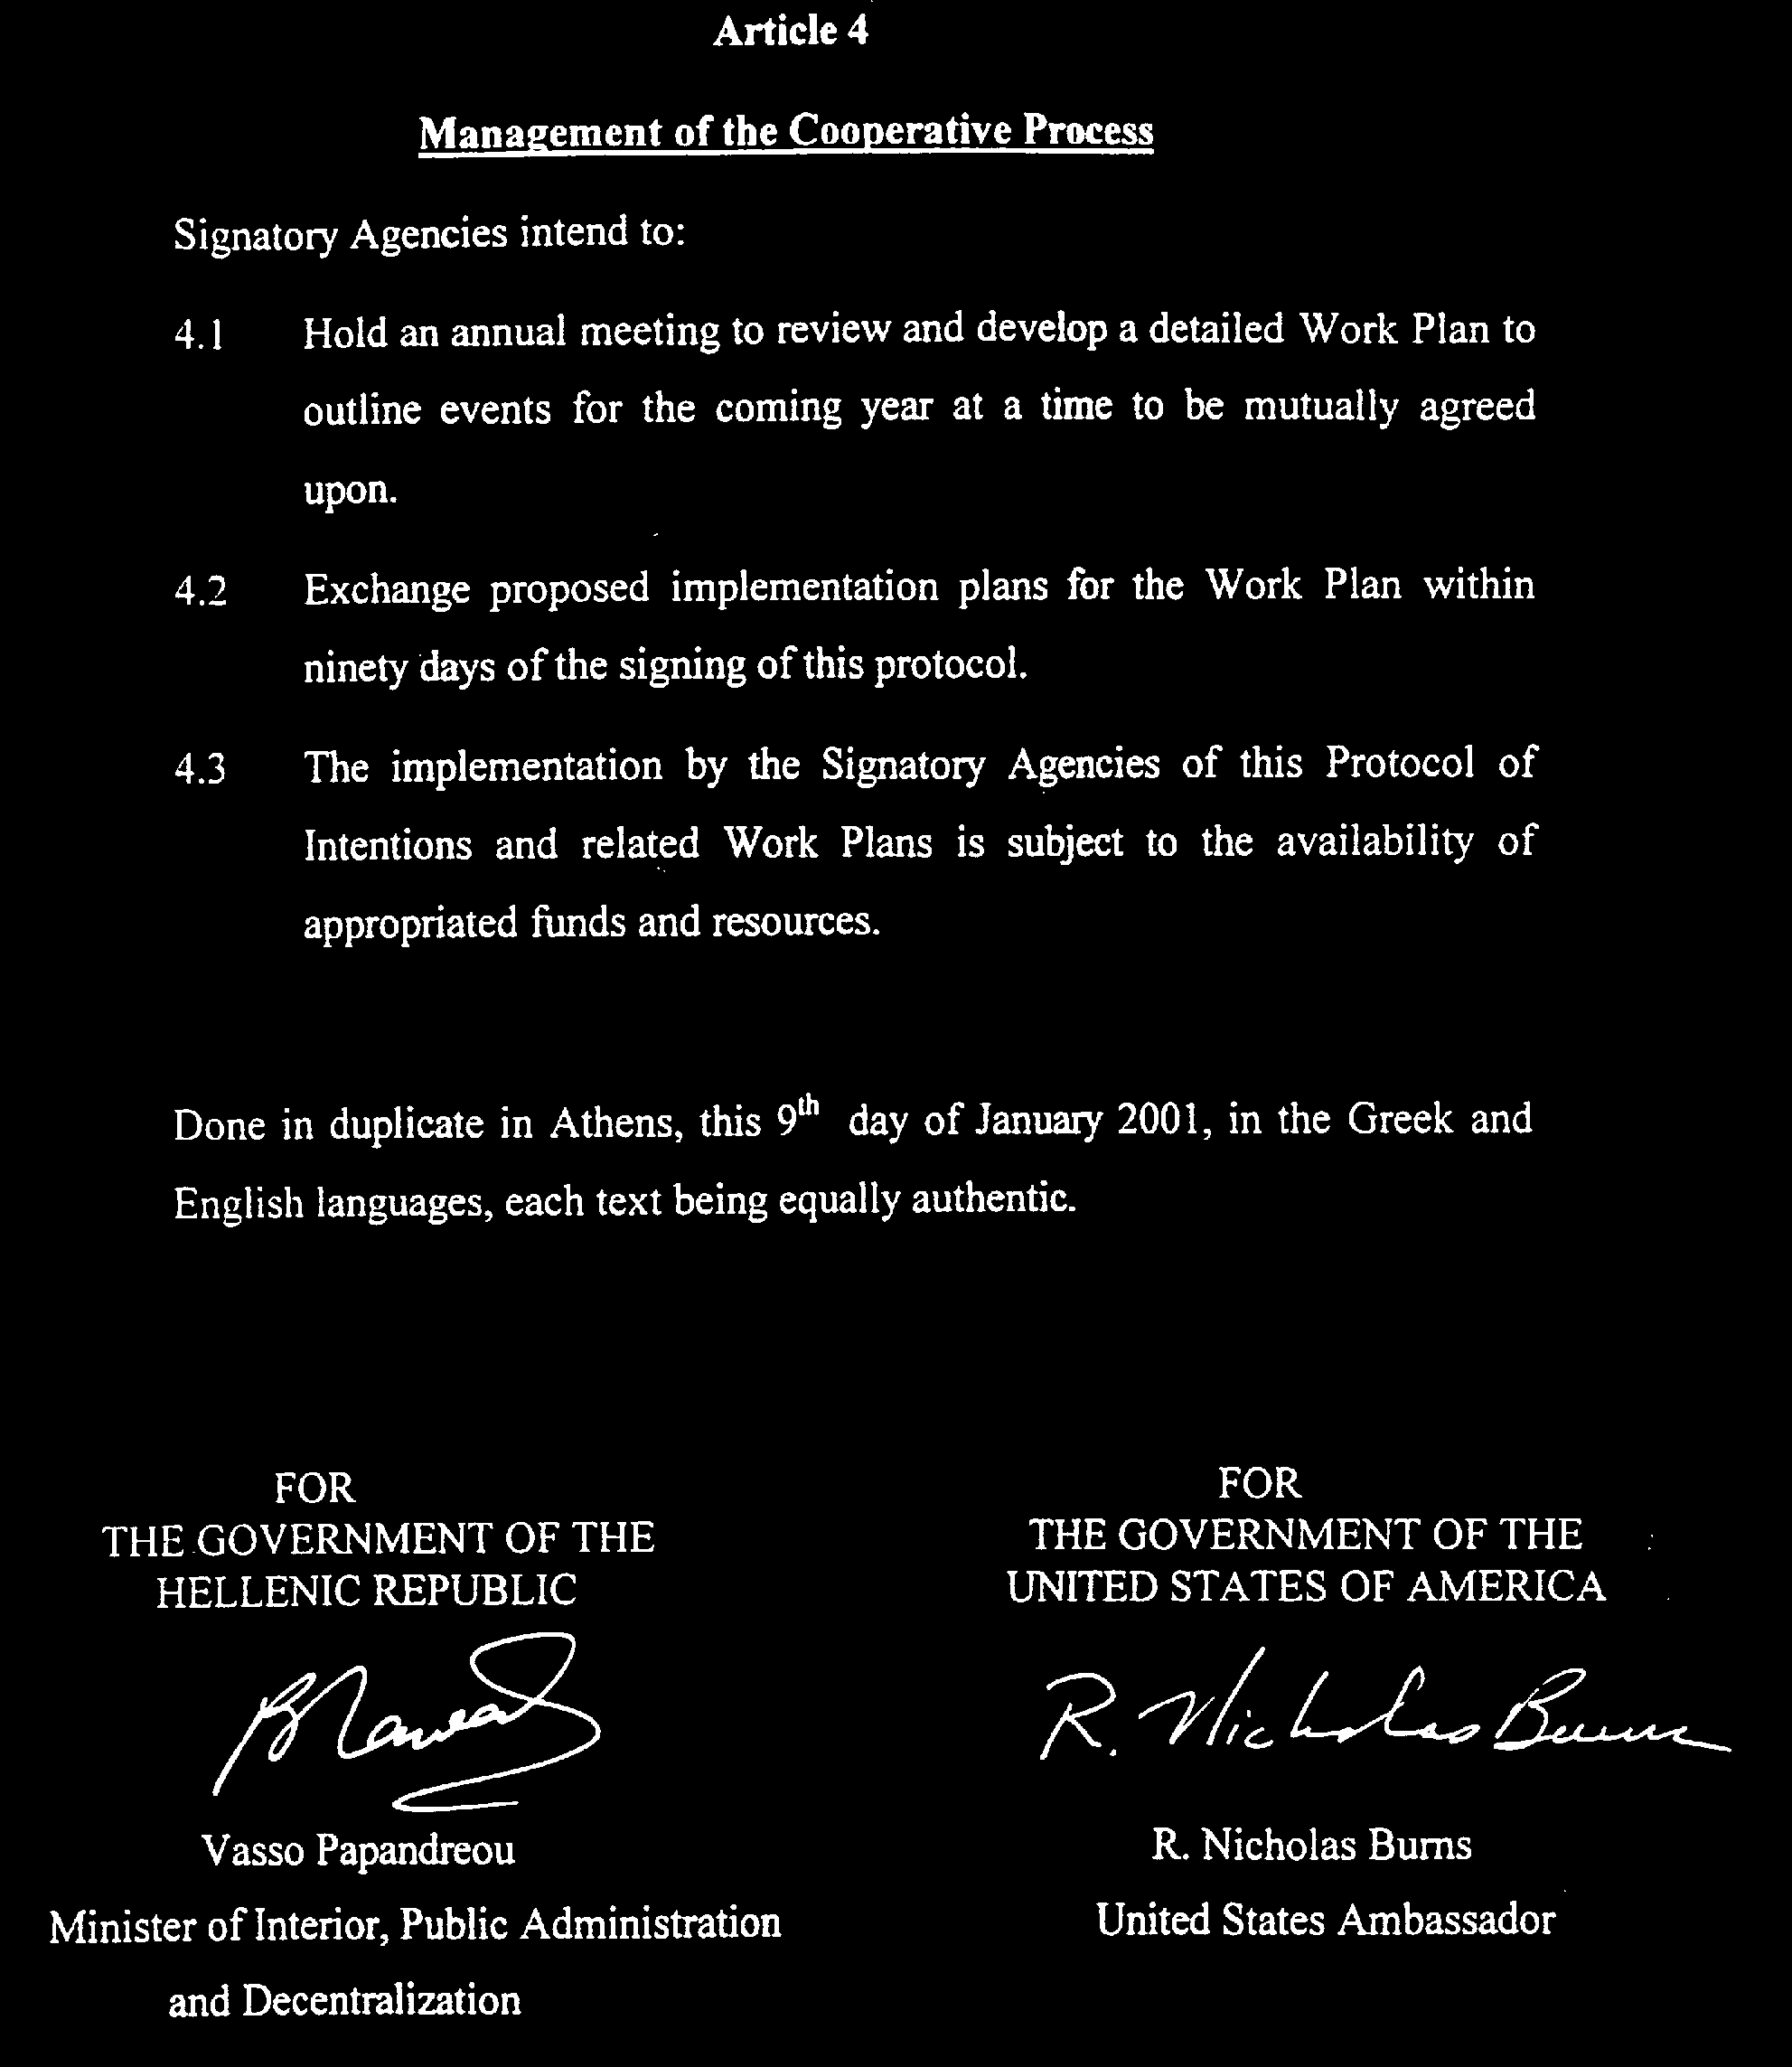 Article 4
Management of the Cooperative Process
Signatory Agencies intend to:
4.1 Hold an annual meeting to review and develop a detailed Work Plan to
outline events for the coming year at a time to be mutually agreed
upon.
4.2 Exchange proposed implementation plans for the Work Plan within
ninety days of the signing of this protocol.
4.3 The implementation by the Signatory Agencies of this Protocol of
Intentions and related Work Plans is subject to the availability of
appropriated funds and resources.
Done in duplicate in Athens, this 9th day of January 2001, in the Greek and
English languages, each text being equally authentic.
FOR
THE GOVERNMENT OF THE
HELLENIC REPUBLIC
Vasso Papandreou
Minister of Interior, Public Administration
and Decentralization
FOR
THE GOVERNMENT OF THE
UNITED STATES OF AMERICA
R. Nicholas Burns
R. Nicholas Burns
United States Ambassador